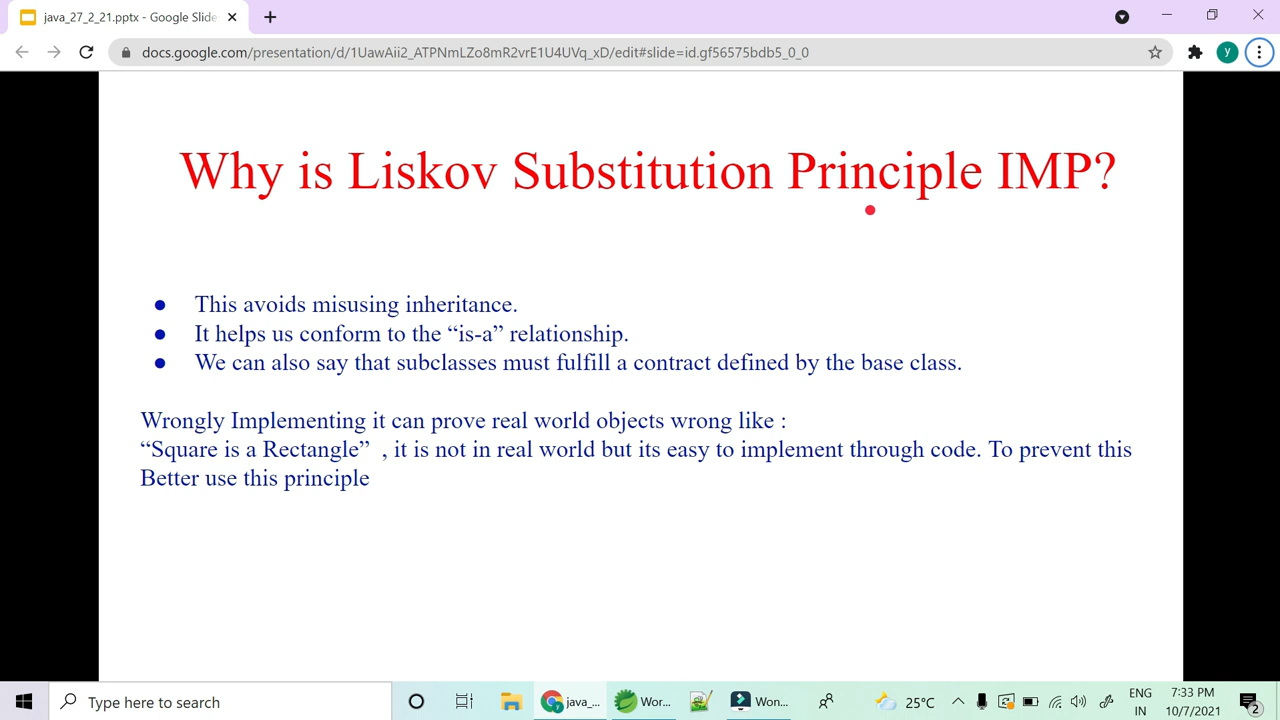 java_27_2_21.pptx - Google Slide
docs.google.com/presentation/d/1UawAii2_ATPNmLZo8mR2vrE1U4UVq_xD/edit#slide=id.gf56575bdb5_0_0
y
Why is Liskov Substitution Principle IMP?
● This avoids misusing inheritance.
● It helps us conform to the “is-a” relationship.
● We can also say that subclasses must fulfill a contract defined by the base class.
Wrongly Implementing it can prove real world objects wrong like :
“Square is a Rectangle” , it is not in real world but its easy to implement through code. To prevent this
Better use this principle
Type here to search
java_...
Wor...
Won...
25°C
ENG
IN
7:33 PM
10/7/2021
2